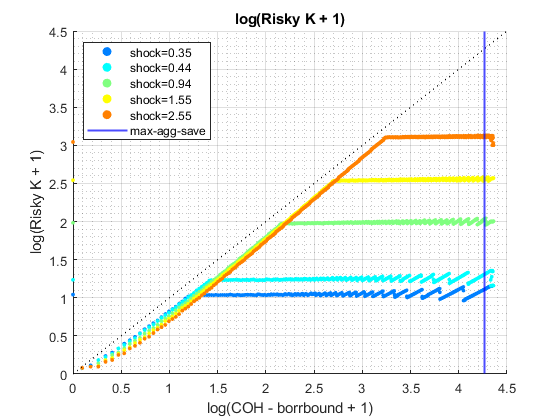 log(Risky K + 1)
shock=0.35
shock=0.44
shock=0.94
shock=1.55
shock=2.55
max-agg-save
log(Risky K + 1)
4.5
4
3.5
3
2.5
2
1.5
1
0.5
0
0 0.5 1 1.5 2 2.5 3 3.5 4 4.5
log(COH - borrbound + 1)